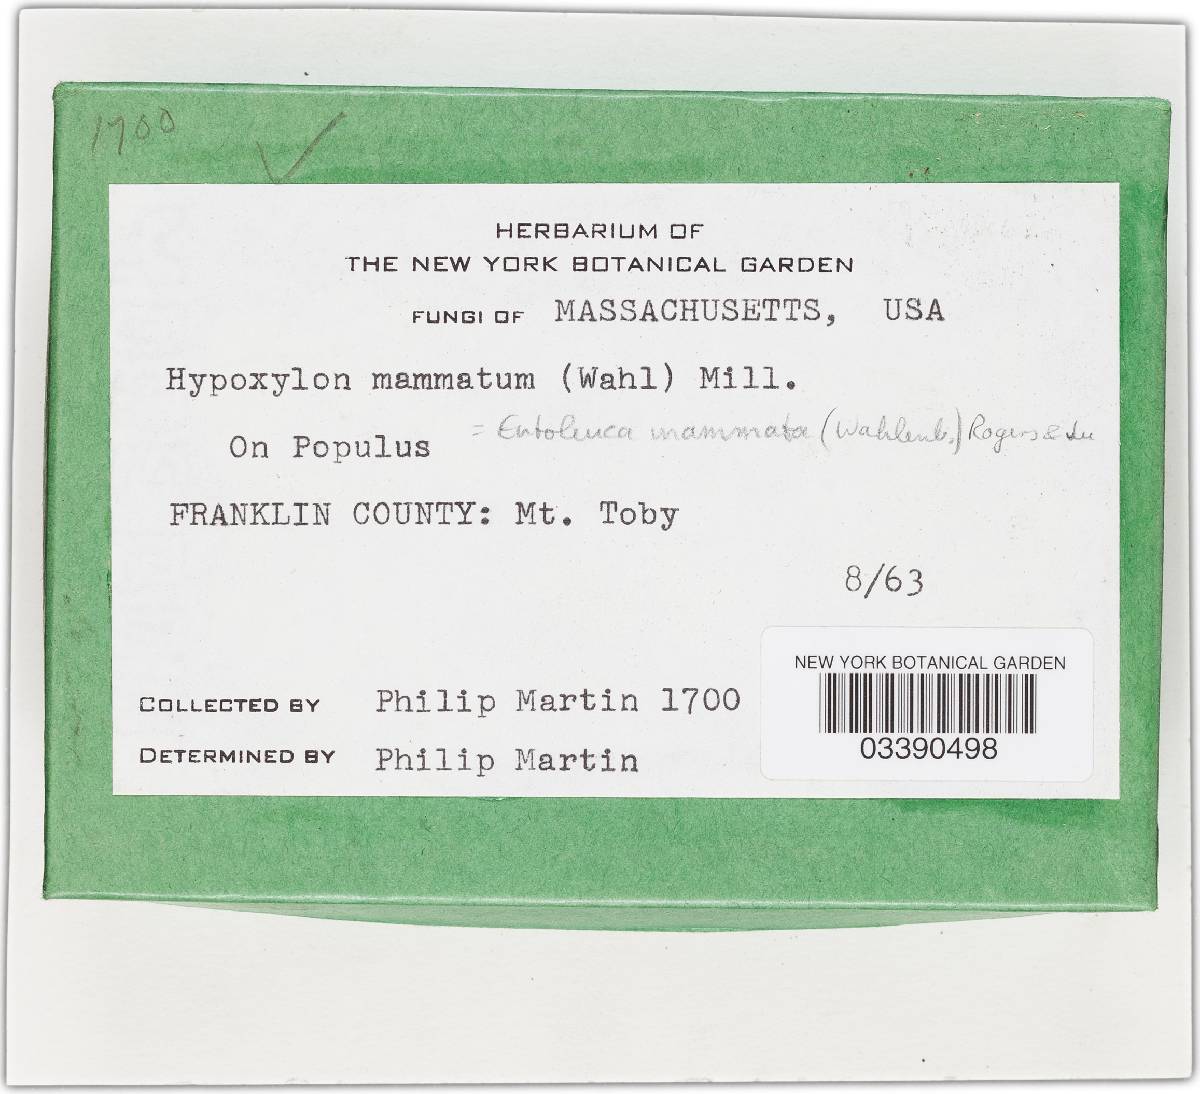 1700
HERBARIUM OF
THE NEW YORK BOTANICAL GARDEN
FUNGI OF MASSACHUSETTS, USA
Hypoxylon mammatum (Wahl) Mill.
= Entoleuca mammata (Wahlenb.) Rogers & Ju
On Populus
FRANKLIN COUNTY: Mt. Toby
8/63
COLLECTED BY Philip Martin 1700
DETERMINED BY Philip Martin
NEW YORK BOTANICAL GARDEN
03390498